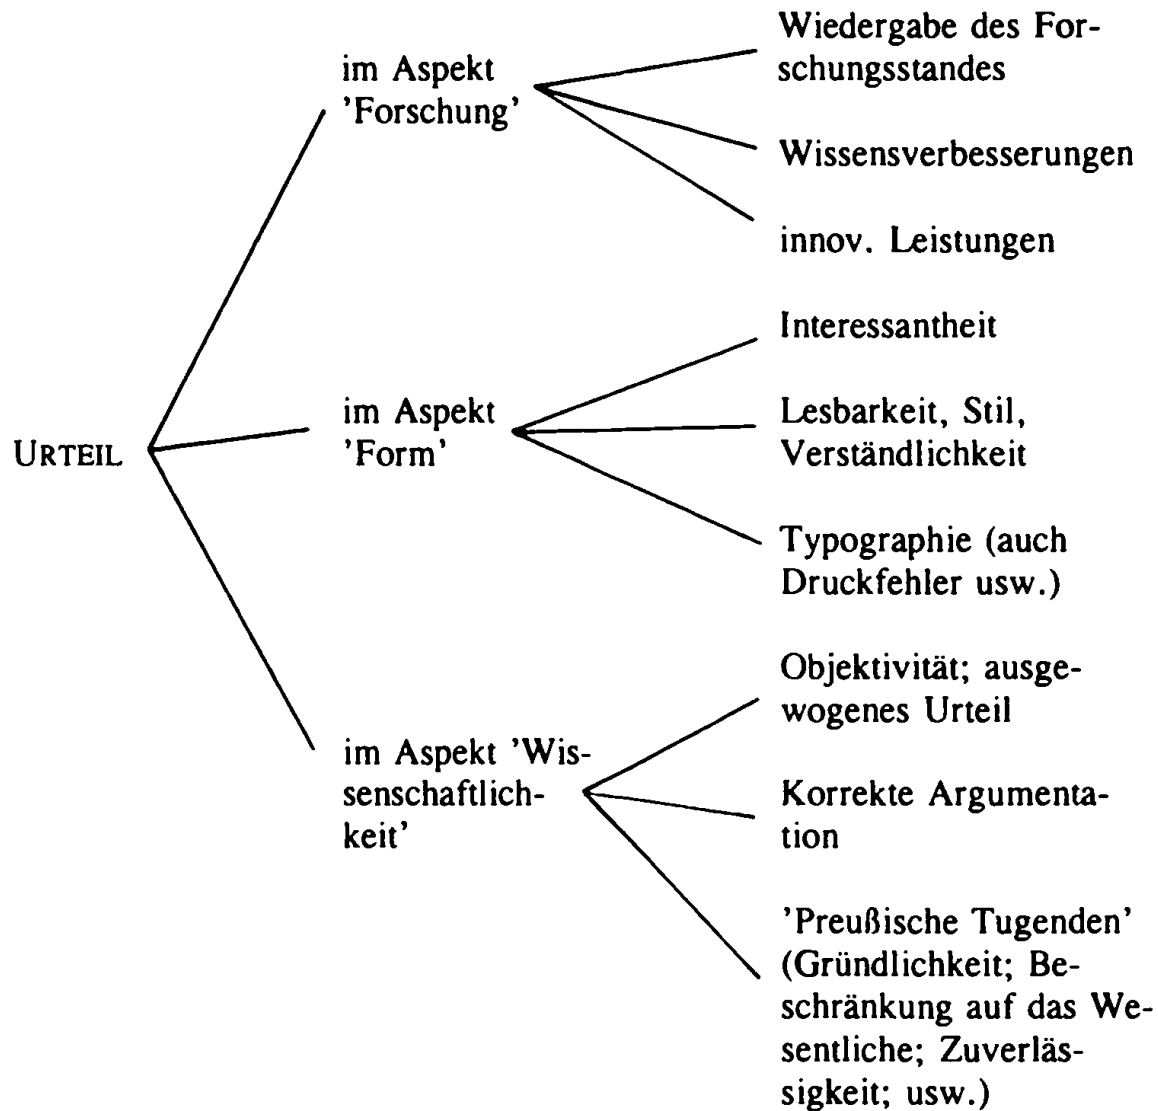 Wiedergabe des For-
schungsstandes
im Aspekt
'Forschung'
Wissensverbesserungen
innov. Leistungen
Interessantheit
im Aspekt
'Form'
Lesbarkeit, Stil,
Verständlichkeit
URTEIL
Typographie (auch
Druckfehler usw.)
Objektivität; ausge-
wogenes Urteil
im Aspekt 'Wis-
senschaftlich-
keit'
Korrekte Argumenta-
tion
'Preußische Tugenden'
(Gründlichkeit; Be-
schränkung auf das We-
sentliche; Zuverläs-
sigkeit; usw.)